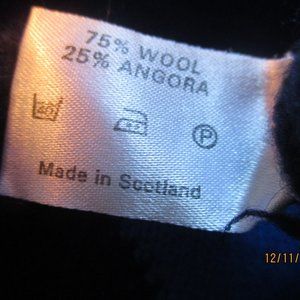 75% WOOL
25% ANGORA
P
Made in Scotland
12/11